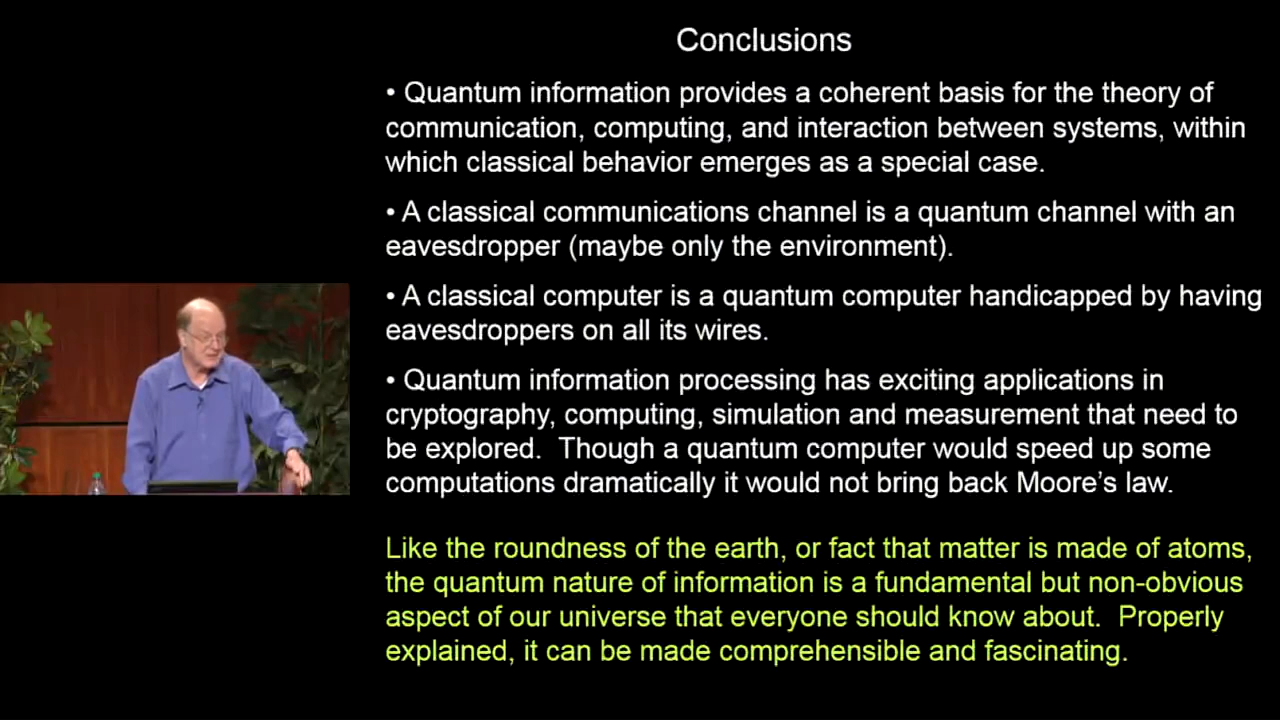 Conclusions
• Quantum information provides a coherent basis for the theory of
communication, computing, and interaction between systems, within
which classical behavior emerges as a special case.
• A classical communications channel is a quantum channel with an
eavesdropper (maybe only the environment).
• A classical computer is a quantum computer handicapped by having
eavesdroppers on all its wires.
• Quantum information processing has exciting applications in
cryptography, computing, simulation and measurement that need to
be explored.  Though a quantum computer would speed up some
computations dramatically it would not bring back Moore's law.
Like the roundness of the earth, or fact that matter is made of atoms,
the quantum nature of information is a fundamental but non-obvious
aspect of our universe that everyone should know about.  Properly
explained, it can be made comprehensible and fascinating.